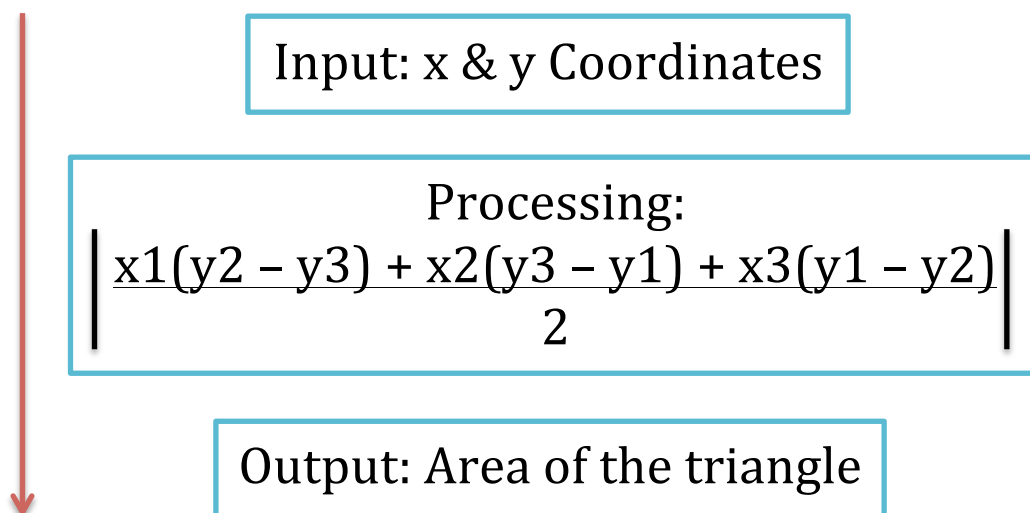 Input: x & y Coordinates
Processing:
x1(y2 – y3) + x2(y3 – y1) + x3(y1 – y2)
2
Output: Area of the triangle